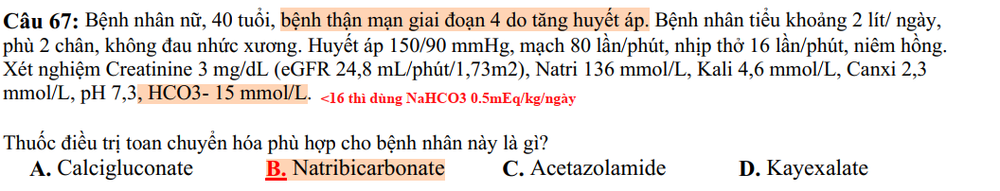 Câu 67: Bệnh nhân nữ, 40 tuổi, bệnh thận mạn giai đoạn 4 do tăng huyết áp. Bệnh nhân tiểu khoảng 2 lít/ ngày,
phù 2 chân, không đau nhức xương. Huyết áp 150/90 mmHg, mạch 80 lần/phút, nhịp thở 16 lần/phút, niêm hồng.
Xét nghiệm Creatinine 3 mg/dL (eGFR 24,8 mL/phút/1,73m2), Natri 136 mmol/L, Kali 4,6 mmol/L, Canxi 2,3
mmol/L, pH 7,3, HCO3- 15 mmol/L. <16 thì dùng NaHCO3 0.5mEq/kg/ngày
Thuốc điều trị toan chuyển hóa phù hợp cho bệnh nhân này là gì?
A. Calcigluconate B. Natribicarbonate C. Acetazolamide D. Kayexalate